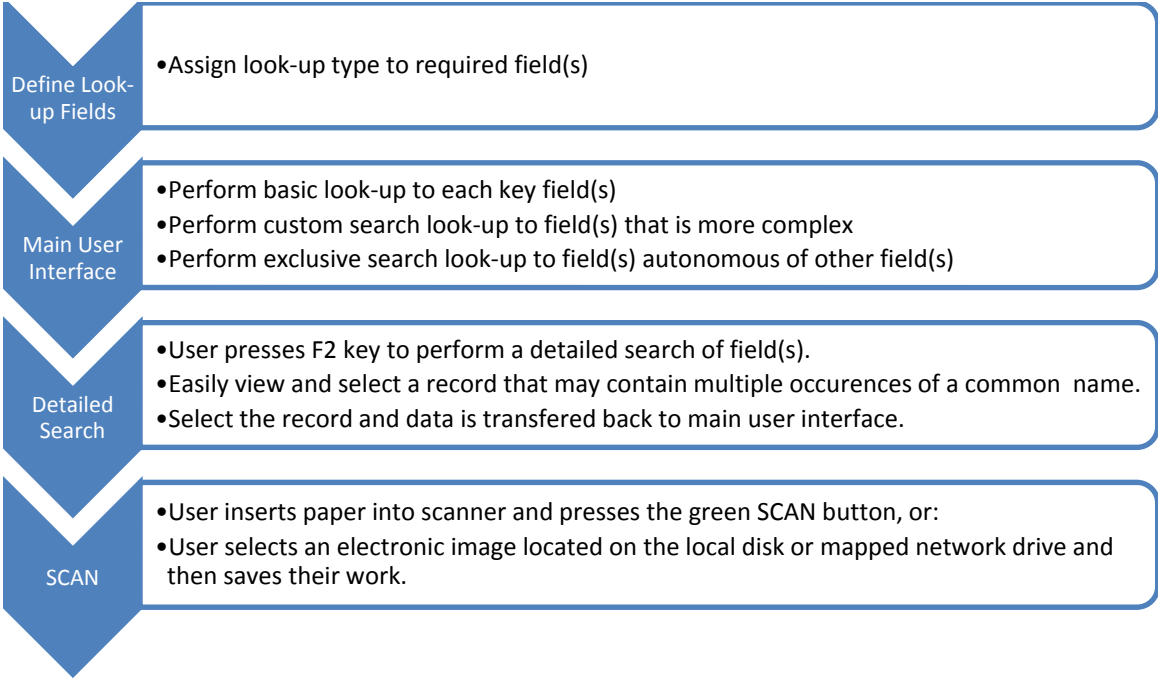 Define Look-
up Fields
•Assign look-up type to required field(s)
Main User
Interface
•Perform basic look-up to each key field(s)
•Perform custom search look-up to field(s) that is more complex
•Perform exclusive search look-up to field(s) autonomous of other field(s)
Detailed
Search
•User presses F2 key to perform a detailed search of field(s).
•Easily view and select a record that may contain multiple occurences of a common  name.
•Select the record and data is transfered back to main user interface.
SCAN
•User inserts paper into scanner and presses the green SCAN button, or:
•User selects an electronic image located on the local disk or mapped network drive and
then saves their work.